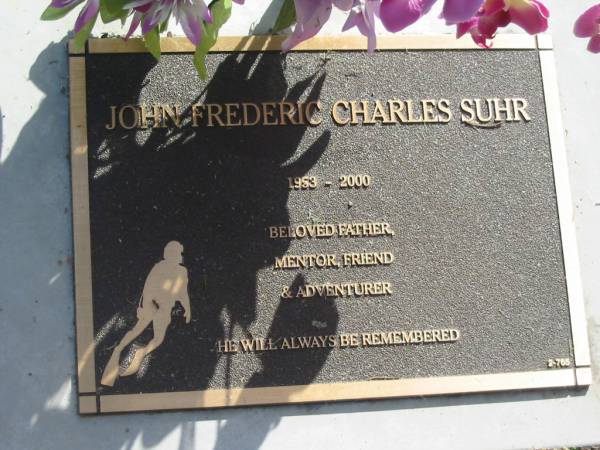 JOHN FREDERIC CHARLES SUHR
1953 - 2000
BELOVED FATHER,
MENTOR, FRIEND
& ADVENTURER
HE WILL ALWAYS BE REMEMBERED
2-766